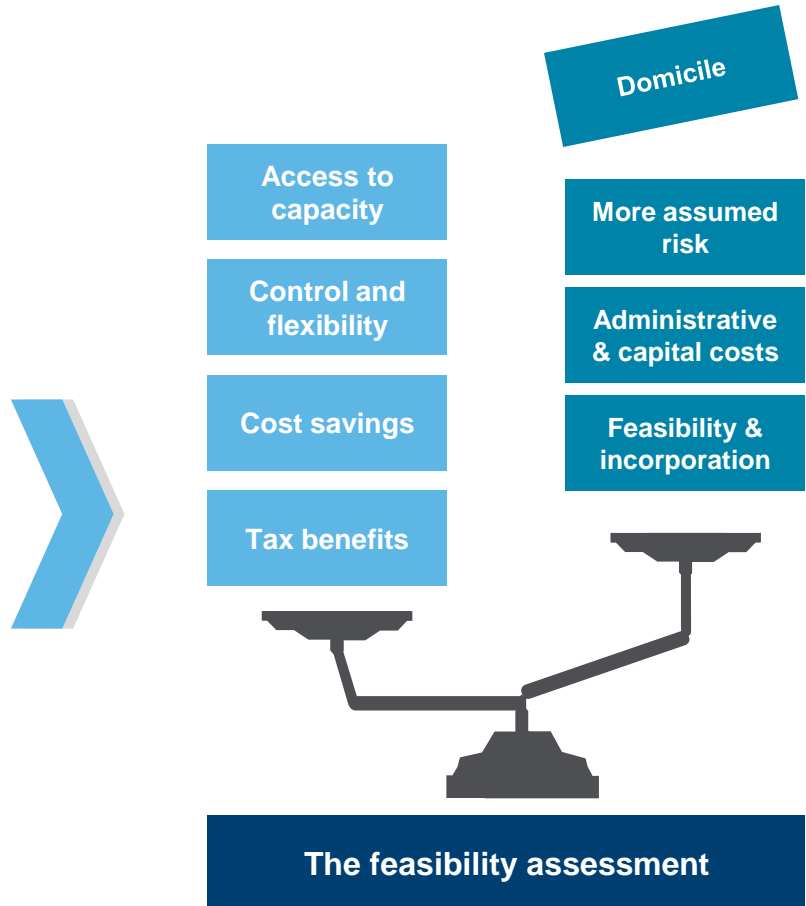 Domicile
Access to
capacity
Control and
flexibility
Cost savings
Tax benefits
More assumed
risk
Administrative
& capital costs
Feasibility &
incorporation
The feasibility assessment